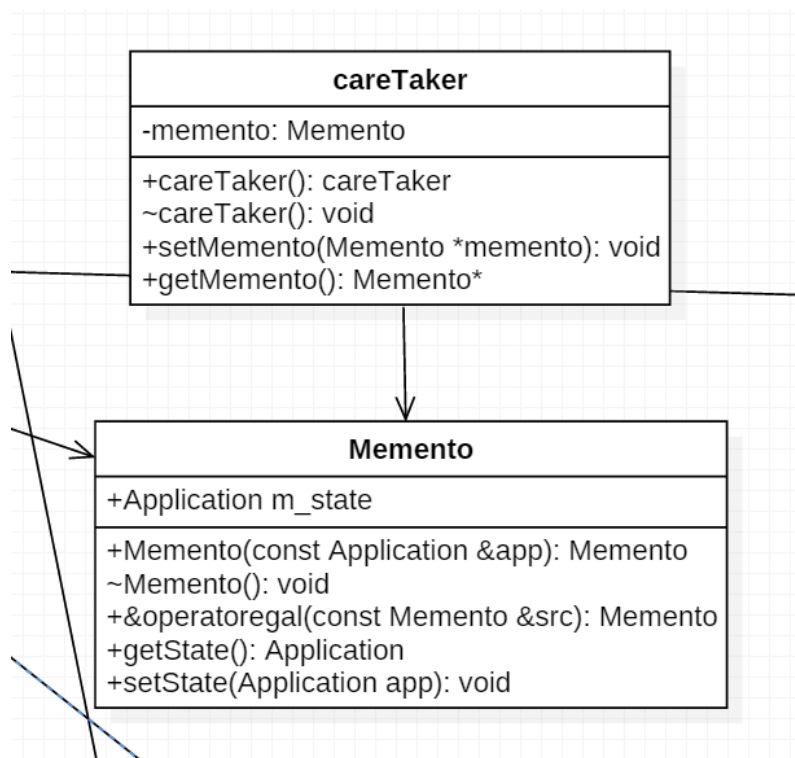 careTaker
-memento: Memento
+careTaker(): careTaker
~careTaker(): void
+setMemento(Memento *memento): void
+getMemento(): Memento*
Memento
+Application m_state
+Memento(const Application &app): Memento
~Memento(): void
+&operatoregal(const Memento &src): Memento
+getState(): Application
+setState(Application app): void